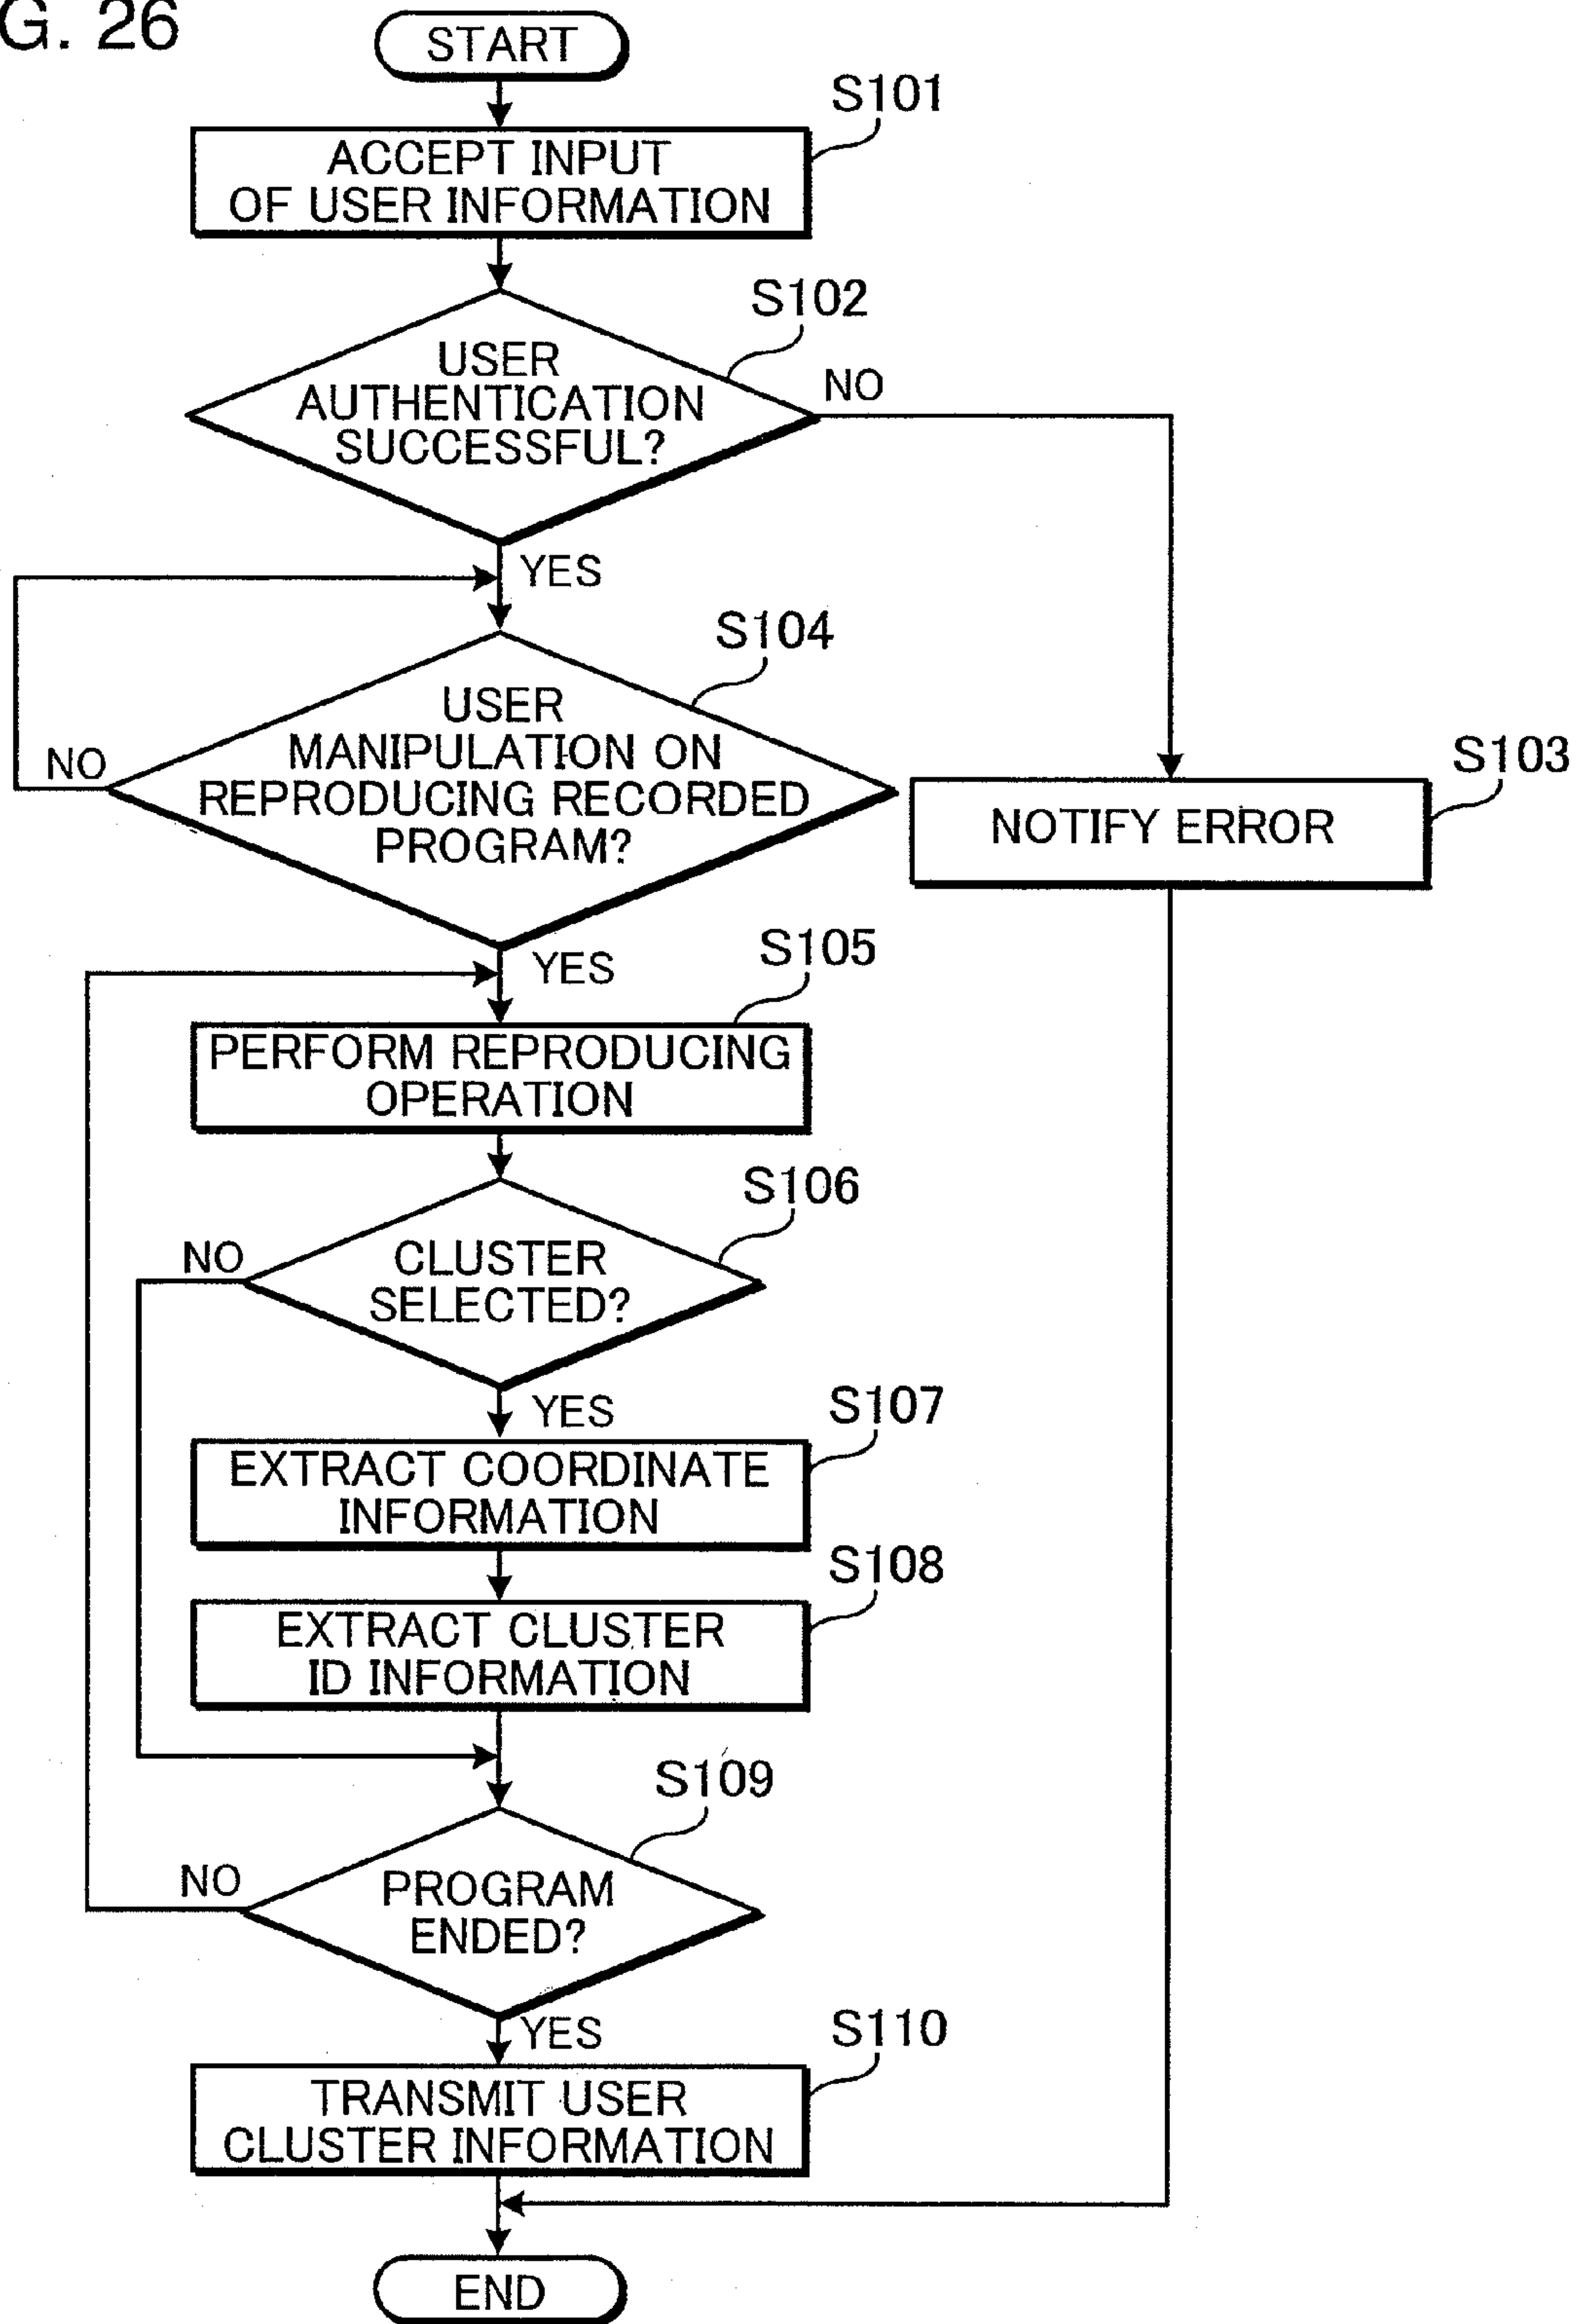 G. 26
START
S101
ACCEPT INPUT
OF USER INFORMATION
S102
USER
AUTHENTICATION
SUCCESSFUL?
NO
YES
S104
USER
MANIPULATION ON
REPRODUCING RECORDED
PROGRAM?
NO
S103
NOTIFY ERROR
YES
S105
PERFORM REPRODUCING
OPERATION
S106
NO
CLUSTER
SELECTED?
YES
S107
EXTRACT COORDINATE
INFORMATION
S108
EXTRACT CLUSTER
ID INFORMATION
S109
NO
PROGRAM
ENDED?
YES
S110
TRANSMIT USER
CLUSTER INFORMATION
END